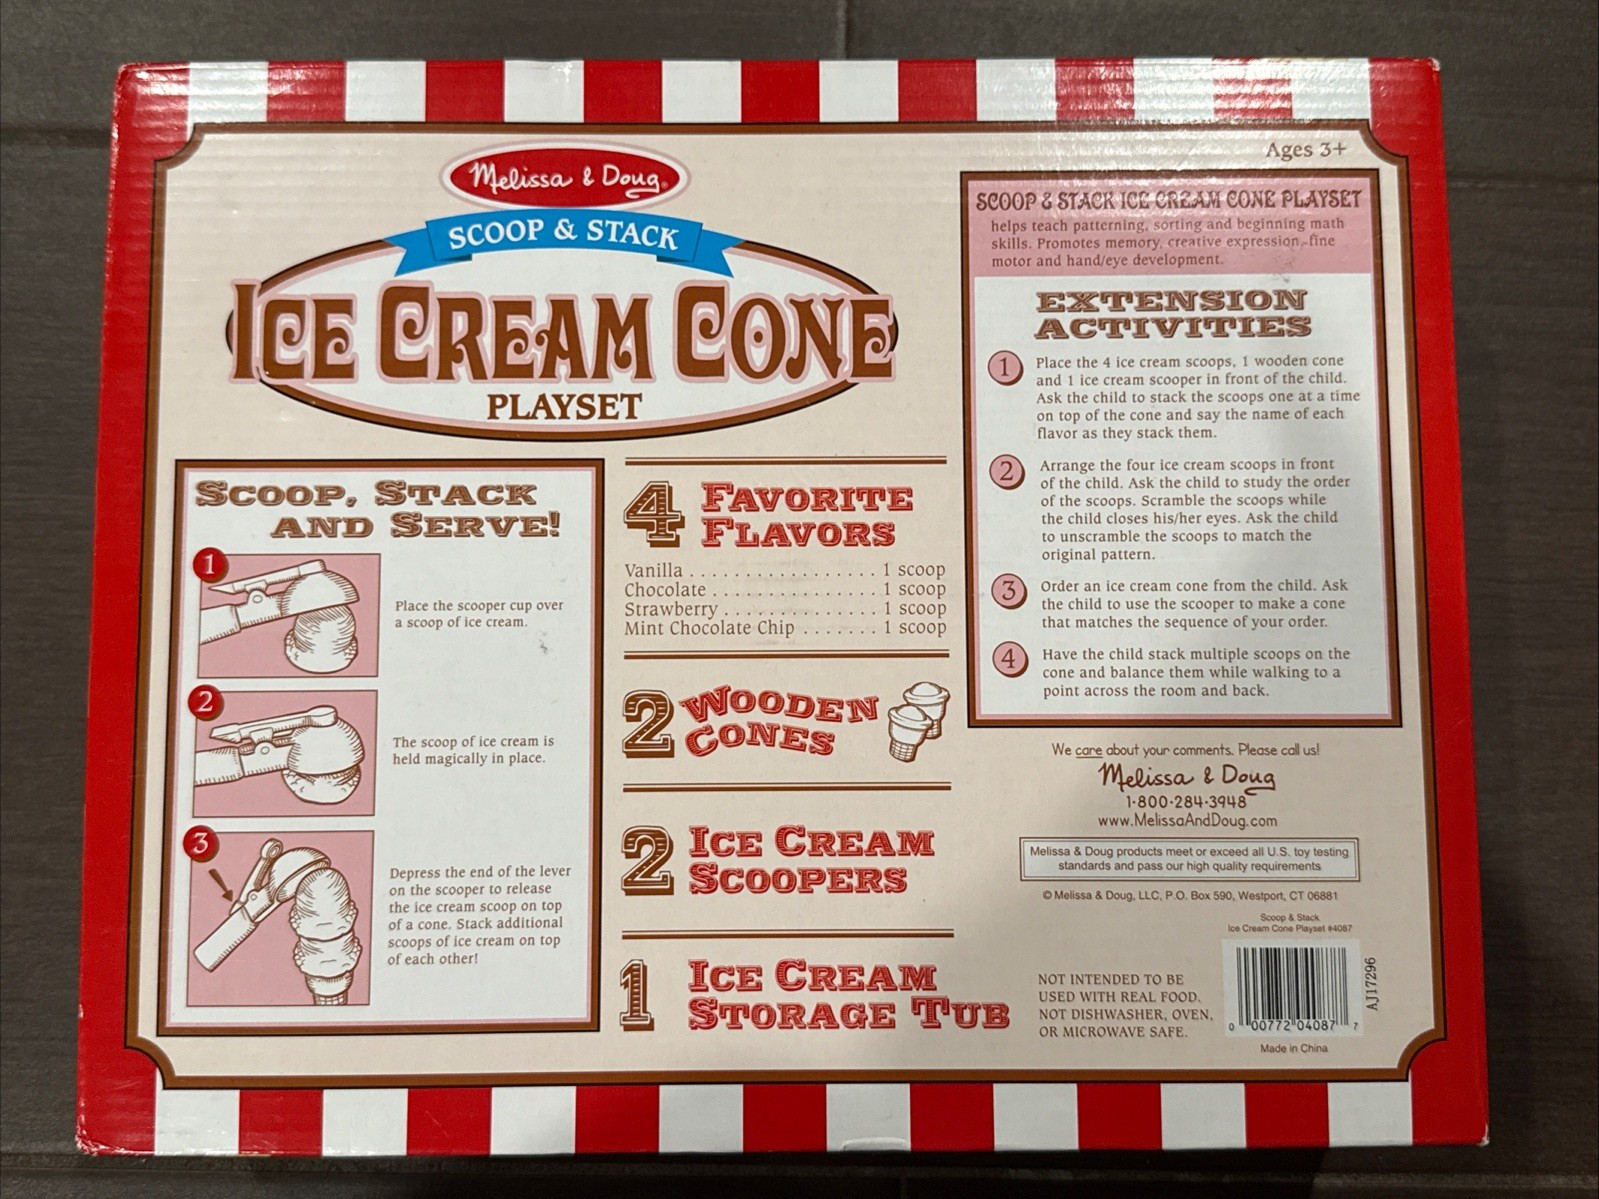 Ages 3+
Melissa & Doug®
SCOOP & STACK
ICE CREAM CONE
PLAYSET
SCOOP, STACK
AND SERVE!
1
Place the scooper cup over
a scoop of ice cream.
2
The scoop of ice cream is
held magically in place.
3
Depress the end of the lever
on the scooper to release
the ice cream scoop on top
of a cone. Stack additional
scoops of ice cream on top
of each other!
4 FAVORITE
FLAVORS
Vanilla . . . . . . . . . . . . . . . . . 1 scoop
Chocolate . . . . . . . . . . . . . . . 1 scoop
Strawberry . . . . . . . . . . . . . . 1 scoop
Mint Chocolate Chip . . . . . . . 1 scoop
2 WOODEN
CONES
2 ICE CREAM
SCOOPERS
1 ICE CREAM
STORAGE TUB
SCOOP & STACK ICE CREAM CONE PLAYSET
helps teach patterning, sorting and beginning math
skills. Promotes memory, creative expression, fine
motor and hand/eye development.
EXTENSION
ACTIVITIES
1 Place the 4 ice cream scoops, 1 wooden cone
and 1 ice cream scooper in front of the child.
Ask the child to stack the scoops one at a time
on top of the cone and say the name of each
flavor as they stack them.
2 Arrange the four ice cream scoops in front
of the child. Ask the child to study the order
of the scoops. Scramble the scoops while
the child closes his/her eyes. Ask the child
to unscramble the scoops to match the
original pattern.
3 Order an ice cream cone from the child. Ask
the child to use the scooper to make a cone
that matches the sequence of your order.
4 Have the child stack multiple scoops on the
cone and balance them while walking to a
point across the room and back.
We care about your comments. Please call us!
Melissa & Doug
1-800-284-3948
www.MelissaAndDoug.com
Melissa & Doug products meet or exceed all U.S. toy testing
standards and pass our high quality requirements
© Melissa & Doug, LLC, P.O. Box 590, Westport, CT 06881
Scoop & Stack
Ice Cream Cone Playset #4087
NOT INTENDED TO BE
USED WITH REAL FOOD.
NOT DISHWASHER, OVEN,
OR MICROWAVE SAFE.
0 00772 04087 7
AJ17296
Made in China